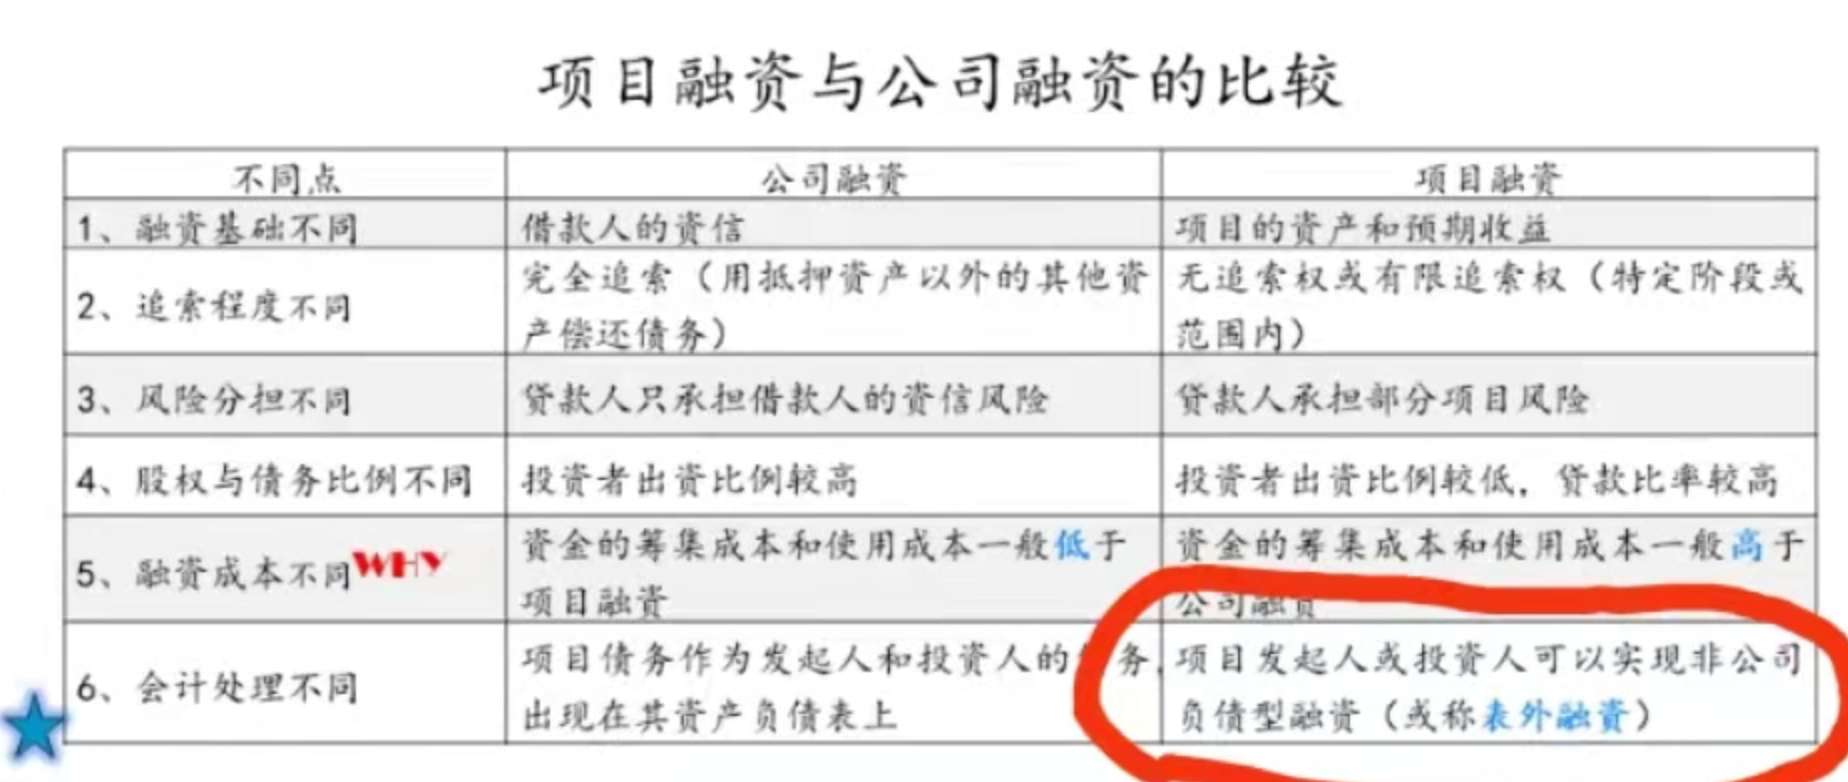 项目融资与公司融资的比较
不同点 公司融资 项目融资
1、融资基础不同 借款人的资信 项目的资产和预期收益
2、追索程度不同 完全追索（用抵押资产以外的其他资 无追索权或有限追索权（特定阶段或
产偿还债务） 范围内）
3、风险分担不同 贷款人只承担借款人的资信风险 贷款人承担部分项目风险
4、股权与债务比例不同 投资者出资比例较高 投资者出资比例较低，贷款比率较高
5、融资成本不同WHY 资金的筹集成本和使用成本一般低于 资金的筹集成本和使用成本一般高于
项目融资 公司融资
6、会计处理不同 项目债务作为发起人和投资人的 务， 项目发起人或投资人可以实现非公司
出现在其资产负债表上 负债型融资（或称表外融资）